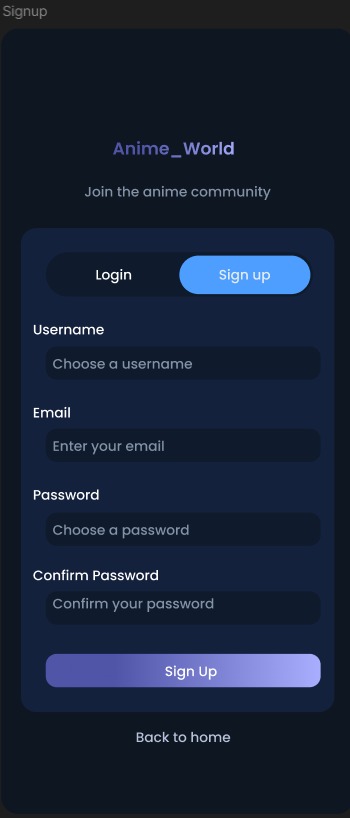 Signup
Anime_World
Join the anime community
Login Sign up
Username
Choose a username
Email
Enter your email
Password
Choose a password
Confirm Password
Confirm your password
Sign Up
Back to home